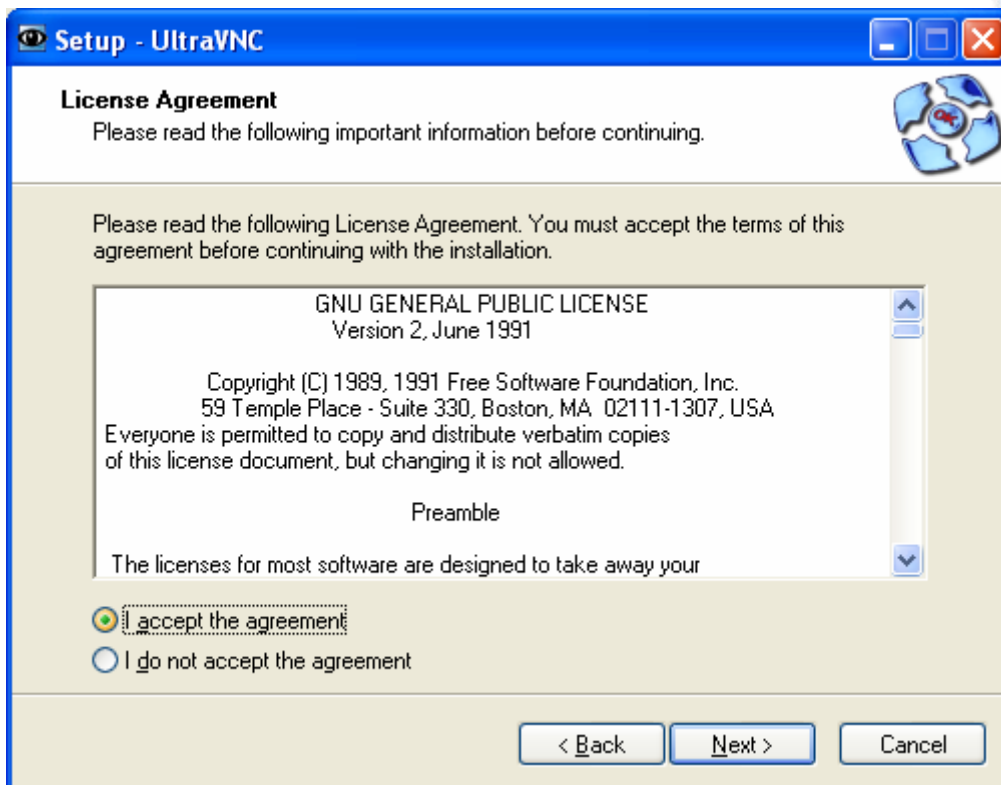 Setup - UltraVNC
License Agreement
Please read the following important information before continuing.
OK
Please read the following License Agreement. You must accept the terms of this
agreement before continuing with the installation.
GNU GENERAL PUBLIC LICENSE
Version 2, June 1991
Copyright (C) 1989, 1991 Free Software Foundation, Inc.
59 Temple Place - Suite 330, Boston, MA  02111-1307, USA
Everyone is permitted to copy and distribute verbatim copies
of this license document, but changing it is not allowed.
Preamble
The licenses for most software are designed to take away your
I accept the agreement
I do not accept the agreement
< Back Next > Cancel